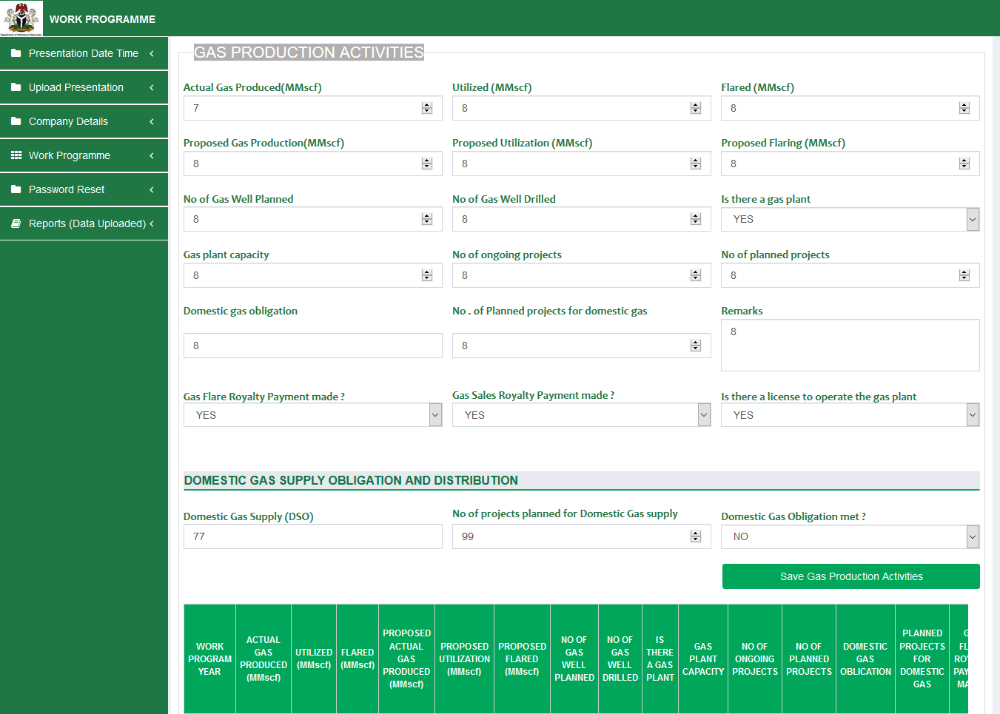 Department of Petroleum Resources
WORK PROGRAMME
Presentation Date Time
Upload Presentation
Company Details
Work Programme
Password Reset
Reports (Data Uploaded)
GAS PRODUCTION ACTIVITIES
Actual Gas Produced(MMscf) Utilized (MMscf) Flared (MMscf)
7 8 8
Proposed Gas Production(MMscf) Proposed Utilization (MMscf) Proposed Flaring (MMscf)
8 8 8
No of Gas Well Planned No of Gas Well Drilled Is there a gas plant
8 8 YES
Gas plant capacity No of ongoing projects No of planned projects
8 8 8
Domestic gas obligation No . of Planned projects for domestic gas Remarks
8 8 8
Gas Flare Royalty Payment made ? Gas Sales Royalty Payment made ? Is there a license to operate the gas plant
YES YES YES
DOMESTIC GAS SUPPLY OBLIGATION AND DISTRIBUTION
Domestic Gas Supply (DSO) No of projects planned for Domestic Gas supply Domestic Gas Obligation met ?
77 99 NO
Save Gas Production Activities
WORK PROGRAM YEAR
ACTUAL GAS PRODUCED (MMscf)
UTILIZED (MMscf)
FLARED (MMscf)
PROPOSED ACTUAL GAS PRODUCED (MMscf)
PROPOSED UTILIZATION (MMscf)
PROPOSED FLARED (MMscf)
NO OF GAS WELL PLANNED
NO OF GAS WELL DRILLED
IS THERE A GAS PLANT
GAS PLANT CAPACITY
NO OF ONGOING PROJECTS
NO OF PLANNED PROJECTS
DOMESTIC GAS OBLICATION
PLANNED PROJECTS FOR DOMESTIC GAS